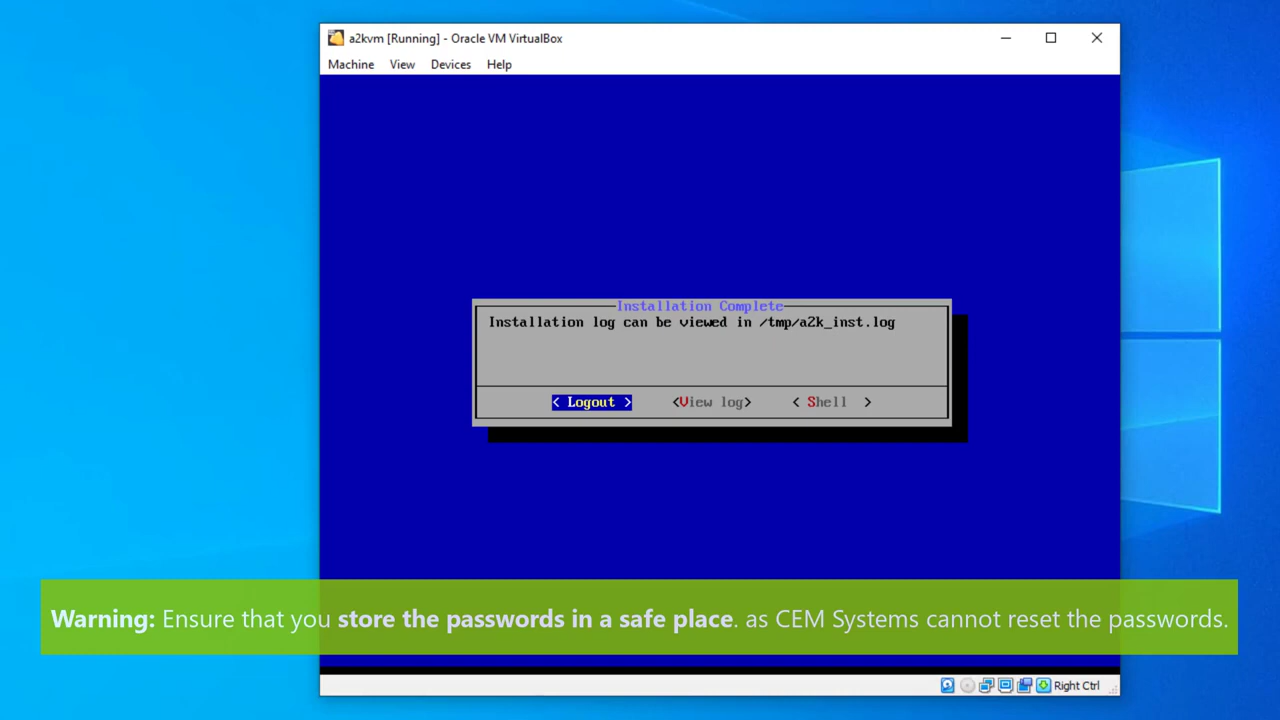 a2kvm [Running] - Oracle VM VirtualBox
Machine View Devices Help
Installation Complete
Installation log can be viewed in /tmp/a2k_inst.log
< Logout > <View log> < Shell >
Warning: Ensure that you store the passwords in a safe place. as CEM Systems cannot reset the passwords.
Right Ctrl